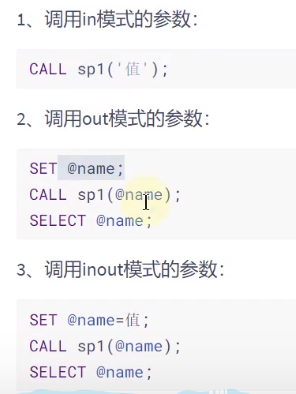 1、调用in模式的参数：
CALL sp1('值');
2、调用out模式的参数：
SET @name;
CALL sp1(@name);
SELECT @name;
3、调用inout模式的参数：
SET @name=值;
CALL sp1(@name);
SELECT @name;